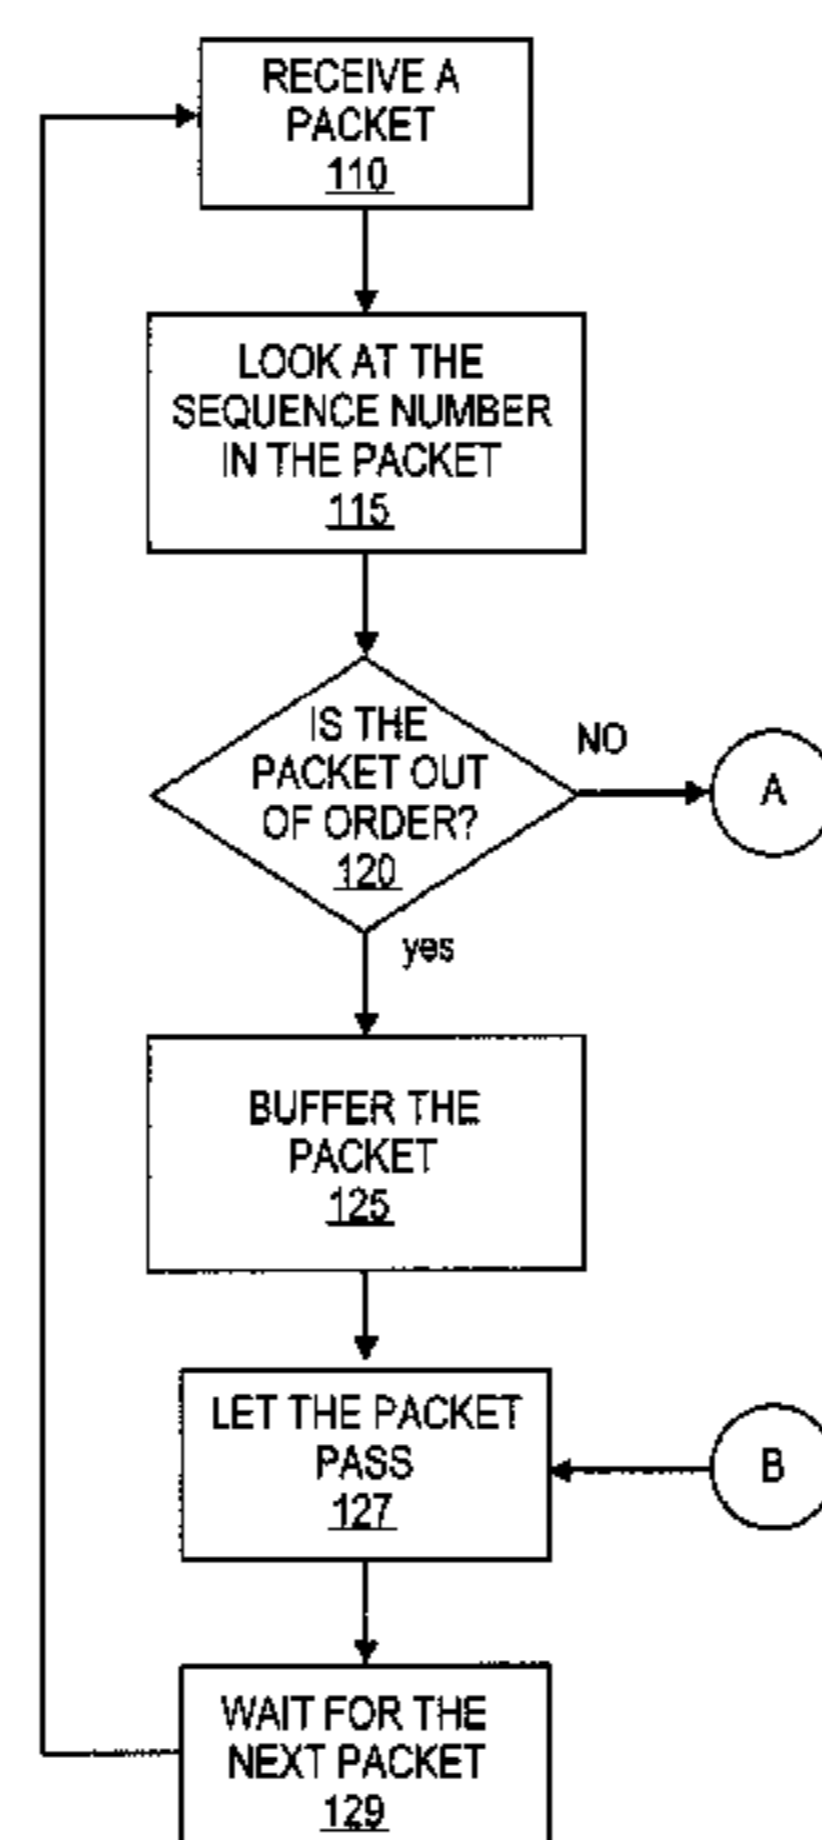 RECEIVE A
PACKET
110
LOOK AT THE
SEQUENCE NUMBER
IN THE PACKET
115
IS THE
PACKET OUT
OF ORDER?
120
NO
A
yes
BUFFER THE
PACKET
125
LET THE PACKET
PASS
127
B
WAIT FOR THE
NEXT PACKET
129